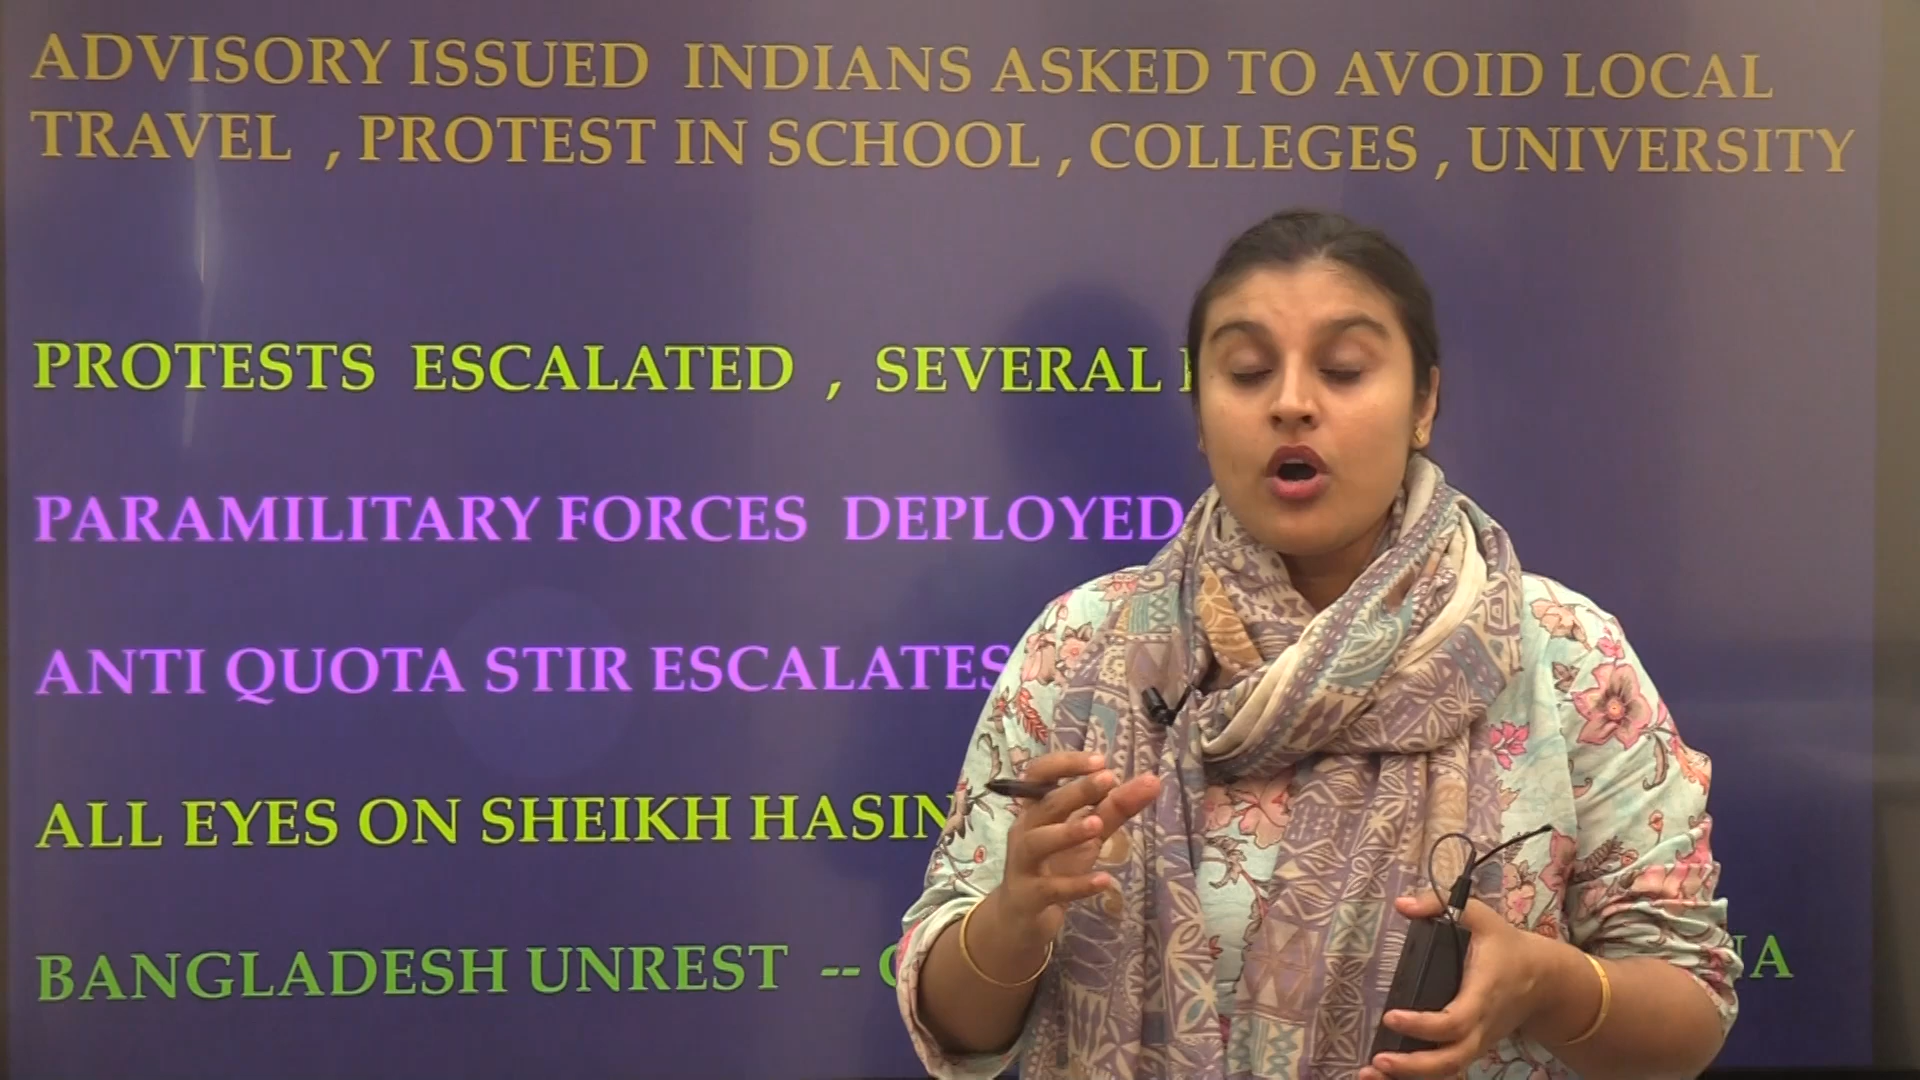 ADVISORY ISSUED INDIANS ASKED TO AVOID LOCAL
TRAVEL , PROTEST IN SCHOOL , COLLEGES , UNIVERSITY
PROTESTS ESCALATED , SEVERAL
PARAMILITARY FORCES DEPLOYED
ANTI QUOTA STIR ESCALATES
ALL EYES ON SHEIKH
BANGLADESH UNREST --